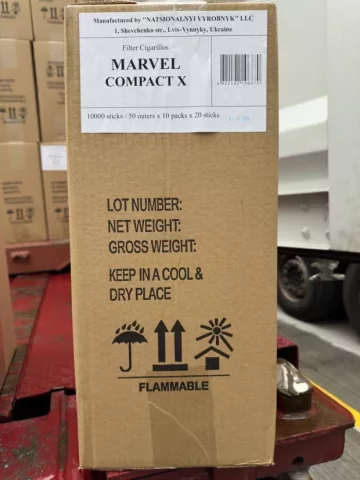 Manufactured by "NATSIONALNYI VYROBNYK" LLC
1, Shevchenko str., Lviv-Vynnyky, Ukraine
Filter Cigarillos
MARVEL
COMPACT X
10000 sticks / 50 outers x 10 packs x 20 sticks
LOT NUMBER:
NET WEIGHT:
GROSS WEIGHT:
KEEP IN A COOL &
DRY PLACE
FLAMMABLE